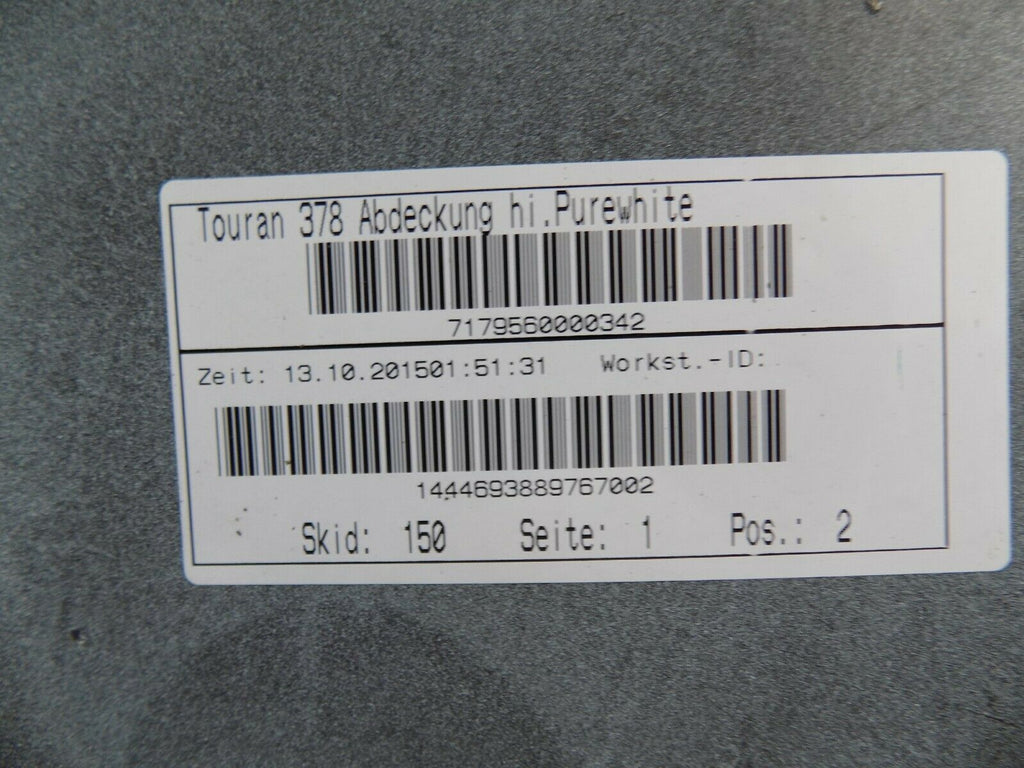 Touran 378 Abdeckung hi.Purewhite
7179560000342
Zeit: 13.10.201501:51:31 Workst.-ID:
1444693889767002
Skid: 150 Seite: 1 Pos.: 2